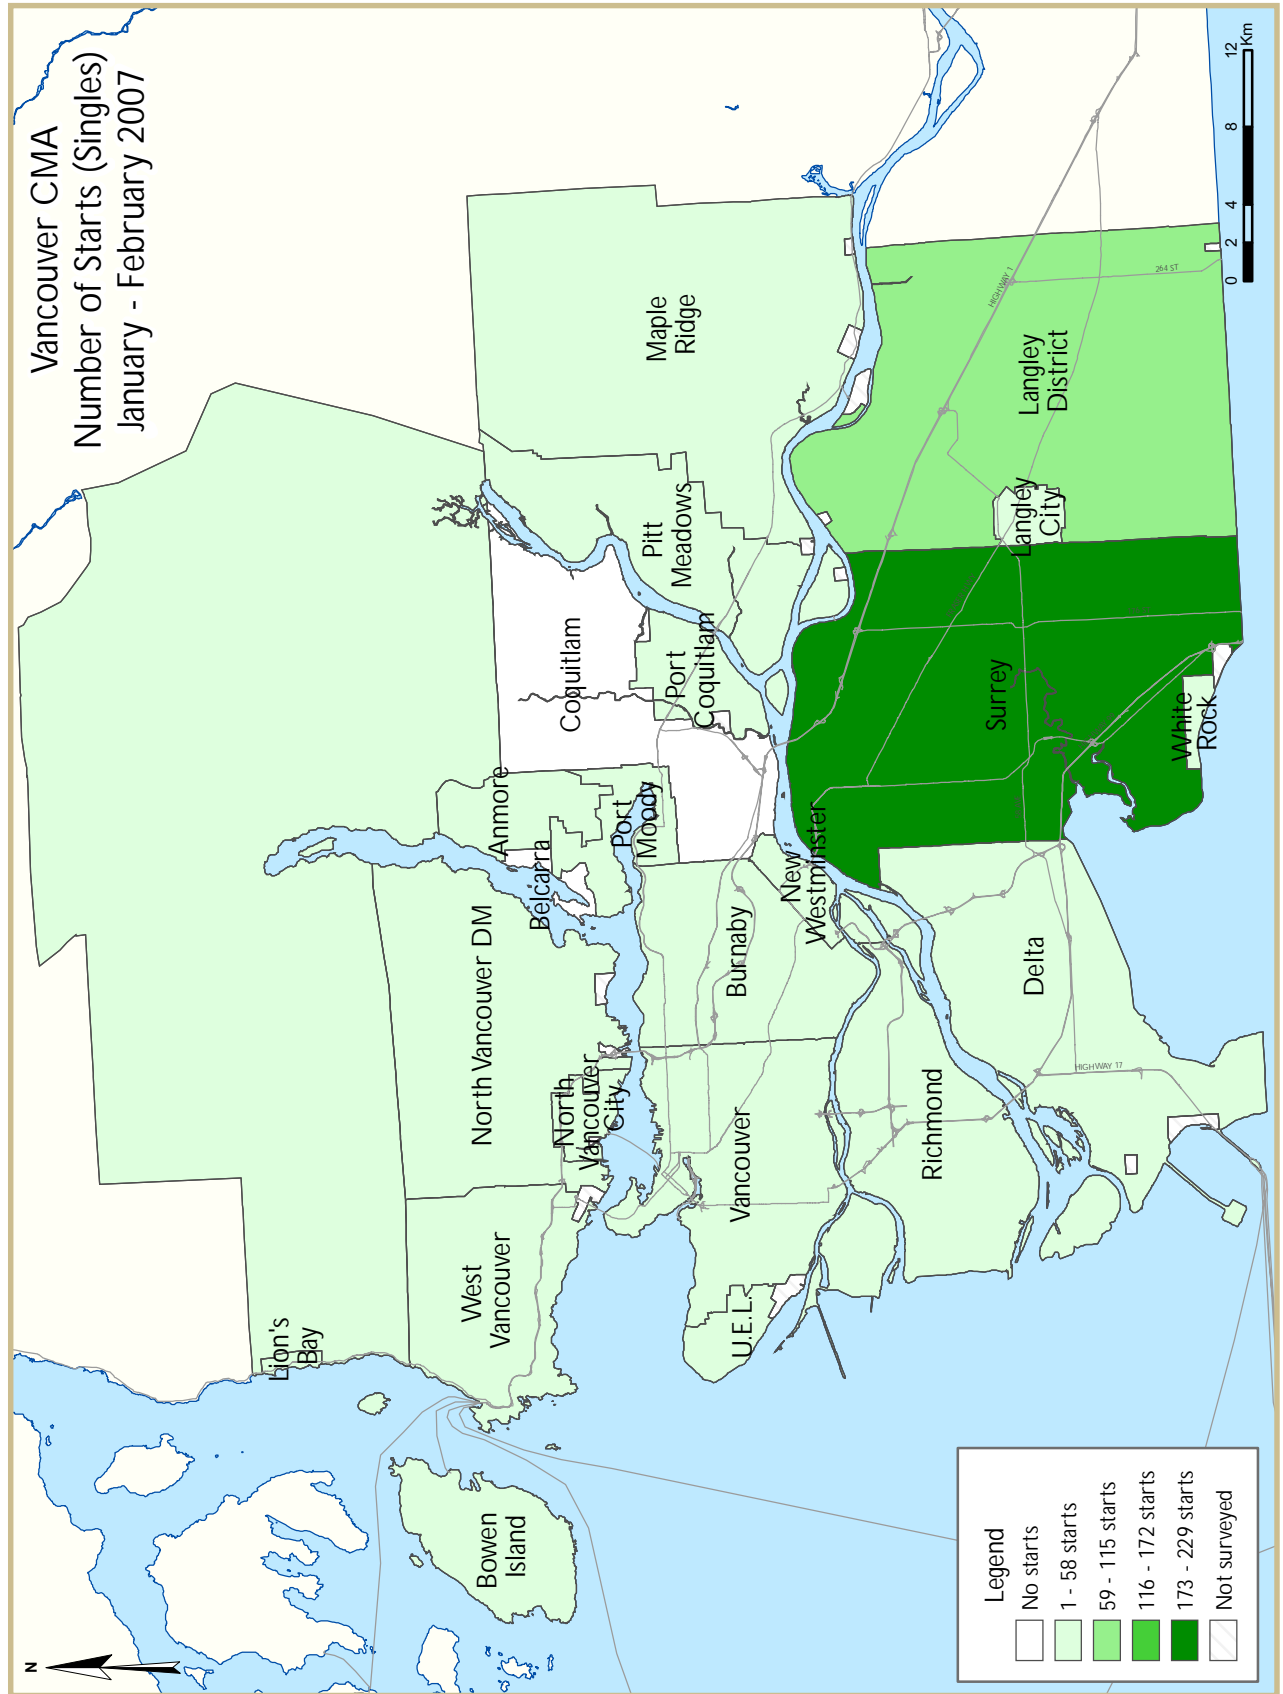 Vancouver CMA
Number of Starts (Singles)
January - February 2007
N
Lion's
Bay
Bowen
Island
West
Vancouver
North Vancouver DM
North
Vancouver
City
Belcarra
Anmore
Port
Moody
Coquitlam
Port
Coquitlam
Pitt
Meadows
Maple
Ridge
U.E.L.
Vancouver
Burnaby
New
Westminster
Richmond
Delta
Surrey
White
Rock
Langley
City
Langley
District
HIGHWAY 1
264 ST
HIGHWAY 17
Legend
No starts
1 - 58 starts
59 - 115 starts
116 - 172 starts
173 - 229 starts
Not surveyed
0 2 4 8 12
Km